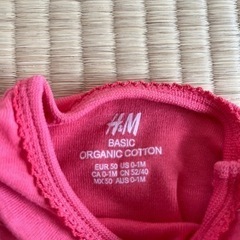 H&M
BASIC
ORGANIC COTTON
EUR 50 US 0-1M
CA 0-1M CN 52/40
MX 50 AUS 0-1M